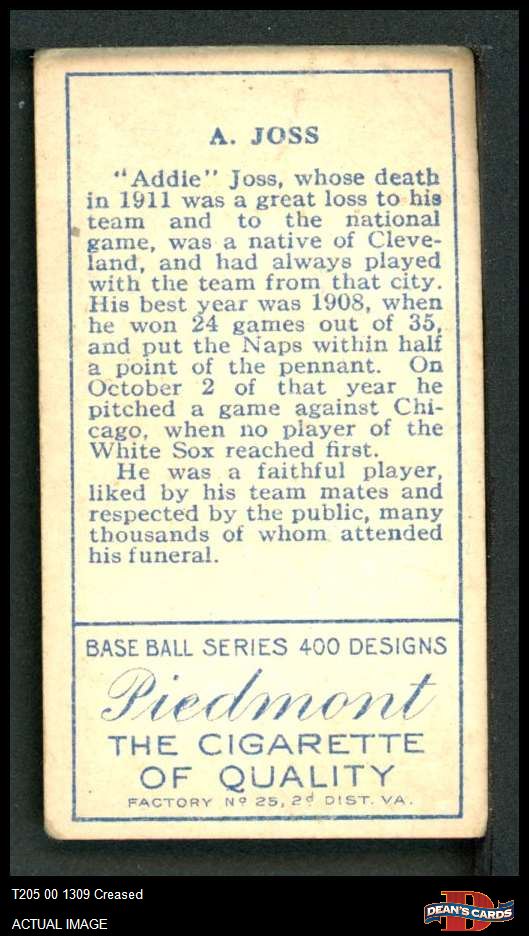 A. JOSS
"Addie" Joss, whose death
in 1911 was a great loss to his
team and to the national
game, was a native of Cleve-
land, and had always played
with the team from that city.
His best year was 1908, when
he won 24 games out of 35,
and put the Naps within half
a point of the pennant. On
October 2 of that year he
pitched a game against Chi-
cago, when no player of the
White Sox reached first.
He was a faithful player,
liked by his team mates and
respected by the public, many
thousands of whom attended
his funeral.
BASE BALL SERIES 400 DESIGNS
Piedmont
THE CIGARETTE
OF QUALITY
FACTORY Nº 25, 2d DIST. VA.
T205 00 1309 Creased
ACTUAL IMAGE
D
DEAN'S CARDS